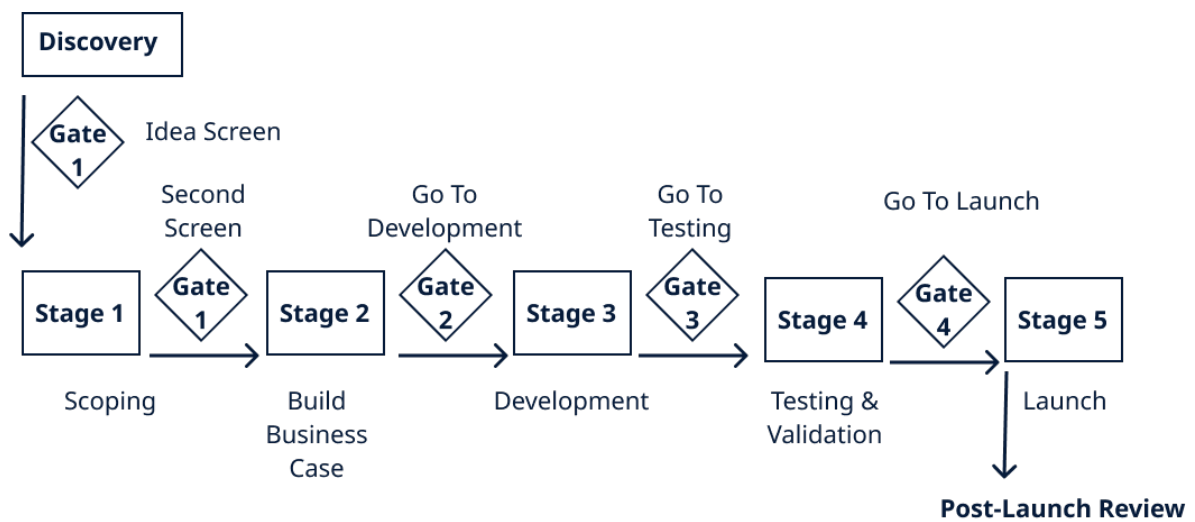 Discovery
Gate
1
Idea Screen
Second
Screen
Go To
Development
Go To
Testing
Go To Launch
Stage 1
Gate
1
Stage 2
Gate
2
Stage 3
Gate
3
Stage 4
Gate
4
Stage 5
Scoping
Build
Business
Case
Development
Testing &
Validation
Launch
Post-Launch Review